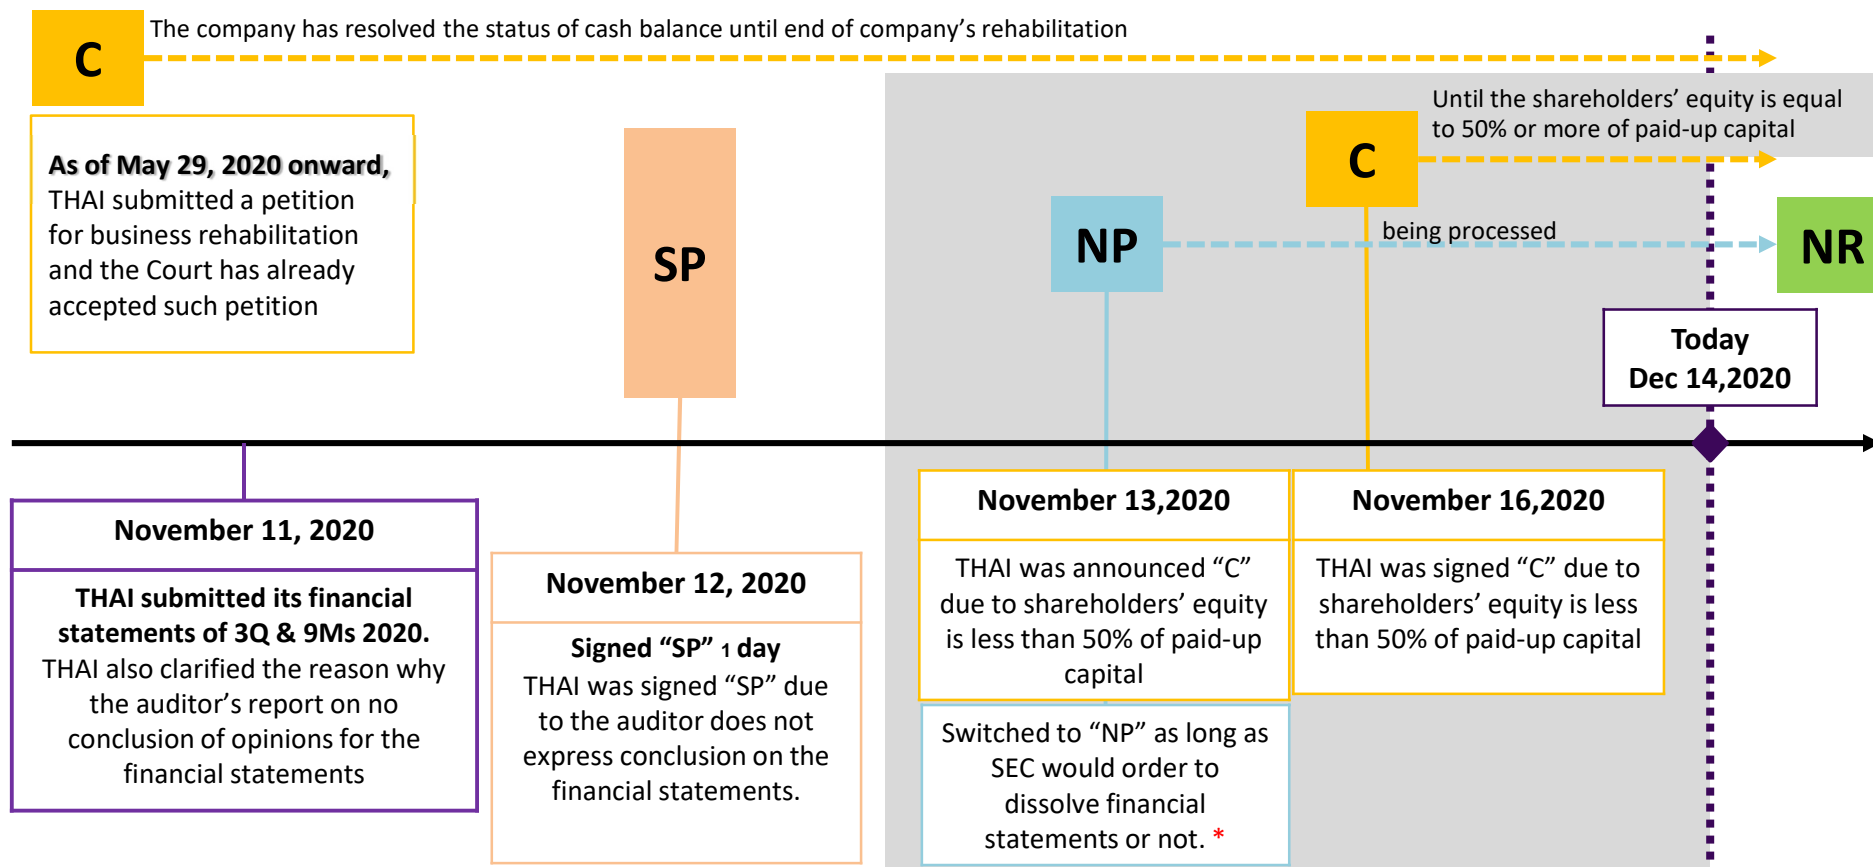 C
The company has resolved the status of cash balance until end of company’s rehabilitation
As of May 29, 2020 onward,
THAI submitted a petition
for business rehabilitation
and the Court has already
accepted such petition
SP
NP
C
Until the shareholders’ equity is equal
to 50% or more of paid-up capital
being processed
NR
Today
Dec 14,2020
November 11, 2020
THAI submitted its financial
statements of 3Q & 9Ms 2020.
THAI also clarified the reason why
the auditor’s report on no
conclusion of opinions for the
financial statements
November 12, 2020
Signed “SP” 1 day
THAI was signed “SP” due
to the auditor does not
express conclusion on the
financial statements.
November 13,2020
THAI was announced “C”
due to shareholders’ equity
is less than 50% of paid-up
capital
Switched to “NP” as long as
SEC would order to
dissolve financial
statements or not. *
November 16,2020
THAI was signed “C” due to
shareholders’ equity is less
than 50% of paid-up capital